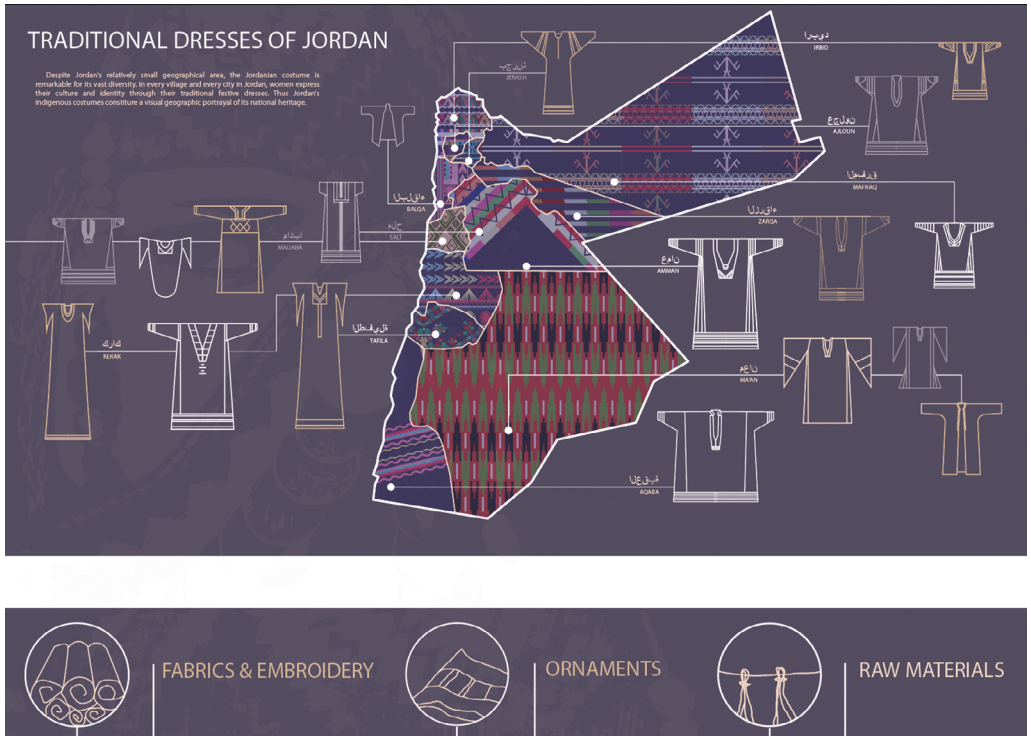 TRADITIONAL DRESSES OF JORDAN
Despite Jordan's relatively small geographical area, the Jordanian costume is
remarkable for its vast diversity. In every village and every city in Jordan, women express
their culture and identity through their traditional festive dresses. Thus Jordan's
indigenous costumes constitute a visual geographic portrayal of its national heritage.
اربيد
IRBID
JERASH
عجلون
AJLOUN
المفرق
MAFRAQ
البلقاء
BALQA
الزرقاء
ZARQA
SALT
مادبا
MADABA
عمان
AMMAN
الطفيلة
TAFILA
كراك
KERAK
معان
MA'AN
العقبة
AQABA
FABRICS & EMBROIDERY
ORNAMENTS
RAW MATERIALS